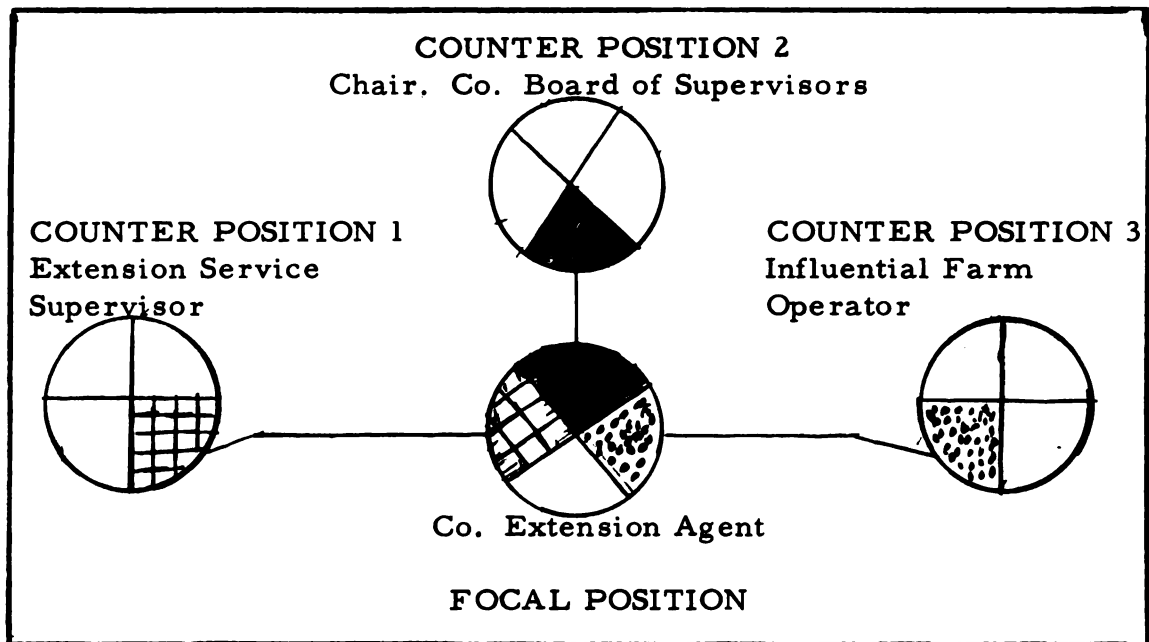 COUNTER POSITION 2
Chair. Co. Board of Supervisors
COUNTER POSITION 1
Extension Service
Supervisor
COUNTER POSITION 3
Influential Farm
Operator
Co. Extension Agent
FOCAL POSITION